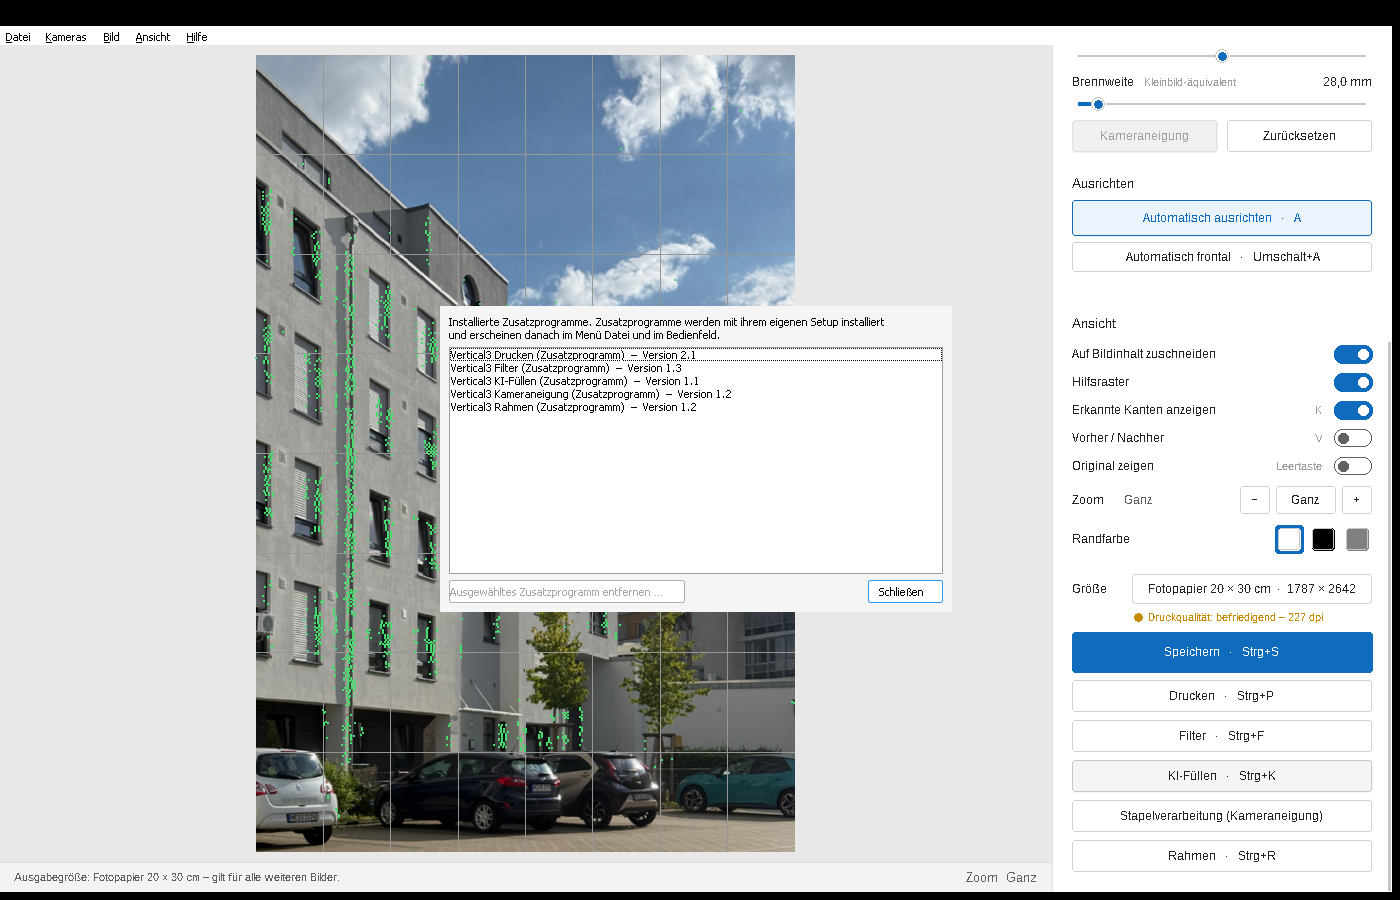 Datei Kameras Bild Ansicht Hilfe
Brennweite Kleinbild-äquivalent 28,0 mm
Kameraneigung Zurücksetzen
Ausrichten
Automatisch ausrichten · A
Automatisch frontal · Umschalt+A
Installierte Zusatzprogramme. Zusatzprogramme werden mit ihrem eigenen Setup installiert
und erscheinen danach im Menü Datei und im Bedienfeld.
Vertical3 Drucken (Zusatzprogramm) – Version 2.1
Vertical3 Filter (Zusatzprogramm) – Version 1.3
Vertical3 KI-Füllen (Zusatzprogramm) – Version 1.1
Vertical3 Kameraneigung (Zusatzprogramm) – Version 1.2
Vertical3 Rahmen (Zusatzprogramm) – Version 1.2
Ausgewähltes Zusatzprogramm entfernen ... Schließen
Ansicht
Auf Bildinhalt zuschneiden
Hilfsraster
Erkannte Kanten anzeigen K
Vorher / Nachher V
Original zeigen Leertaste
Zoom Ganz − Ganz +
Randfarbe
Größe Fotopapier 20 × 30 cm · 1787 × 2642
Druckqualität: befriedigend – 227 dpi
Speichern · Strg+S
Drucken · Strg+P
Filter · Strg+F
KI-Füllen · Strg+K
Stapelverarbeitung (Kameraneigung)
Rahmen · Strg+R
Ausgabegröße: Fotopapier 20 × 30 cm – gilt für alle weiteren Bilder. Zoom Ganz